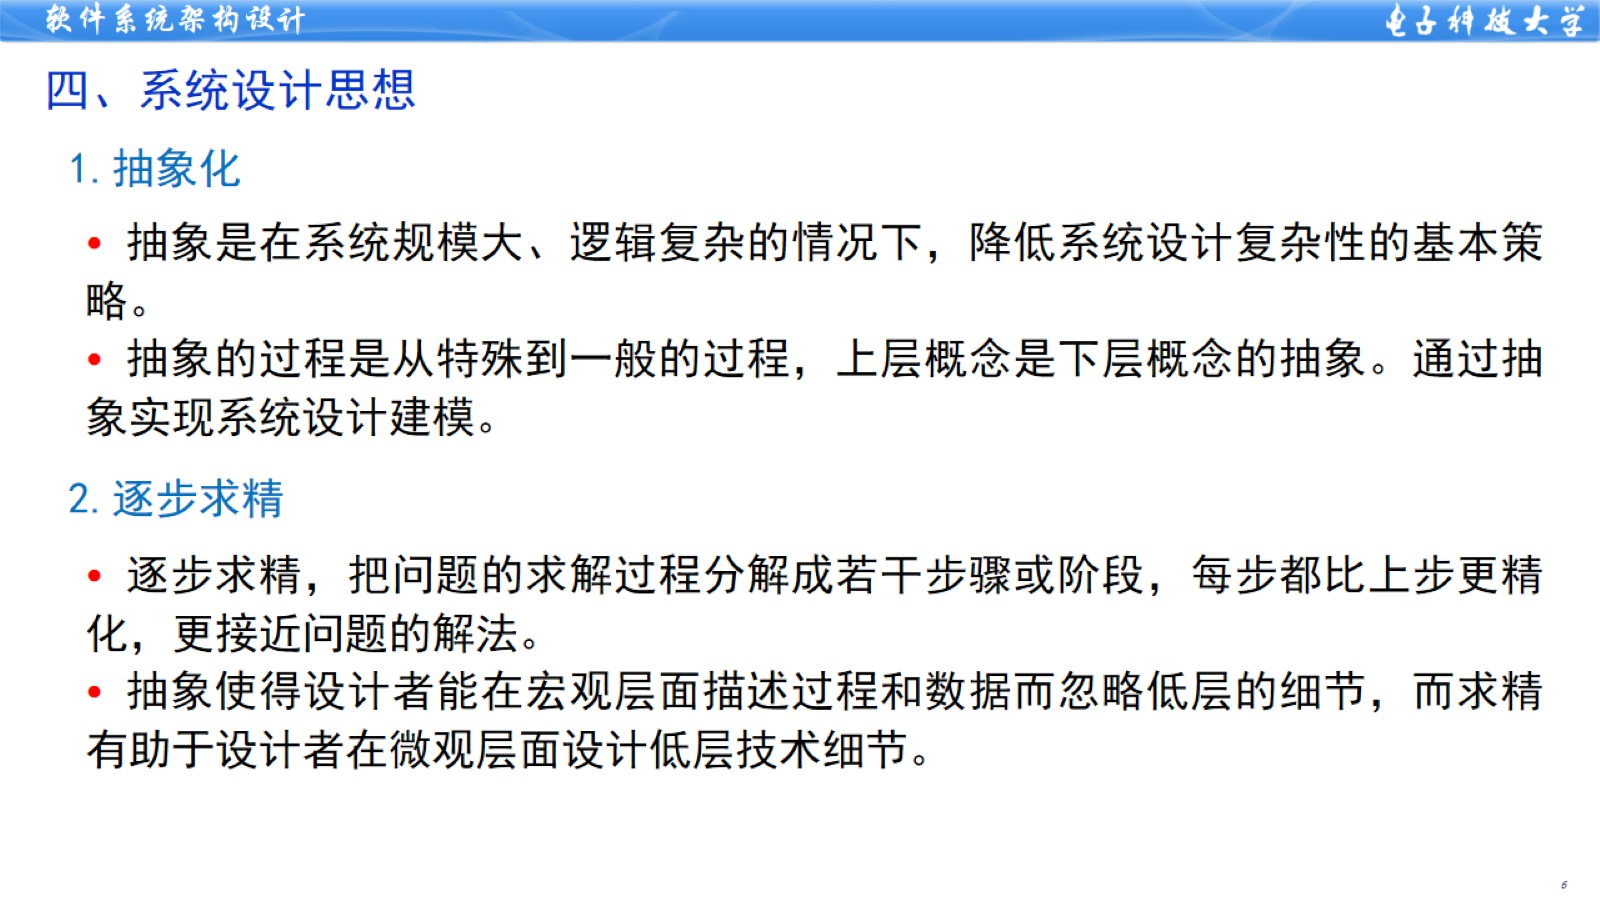 软件系统架构设计
电子科技大学
四、系统设计思想
1.抽象化
• 抽象是在系统规模大、逻辑复杂的情况下，降低系统设计复杂性的基本策
略。
• 抽象的过程是从特殊到一般的过程，上层概念是下层概念的抽象。通过抽
象实现系统设计建模。
2.逐步求精
• 逐步求精，把问题的求解过程分解成若干步骤或阶段，每步都比上步更精
化，更接近问题的解法。
• 抽象使得设计者能在宏观层面描述过程和数据而忽略低层的细节，而求精
有助于设计者在微观层面设计低层技术细节。
6